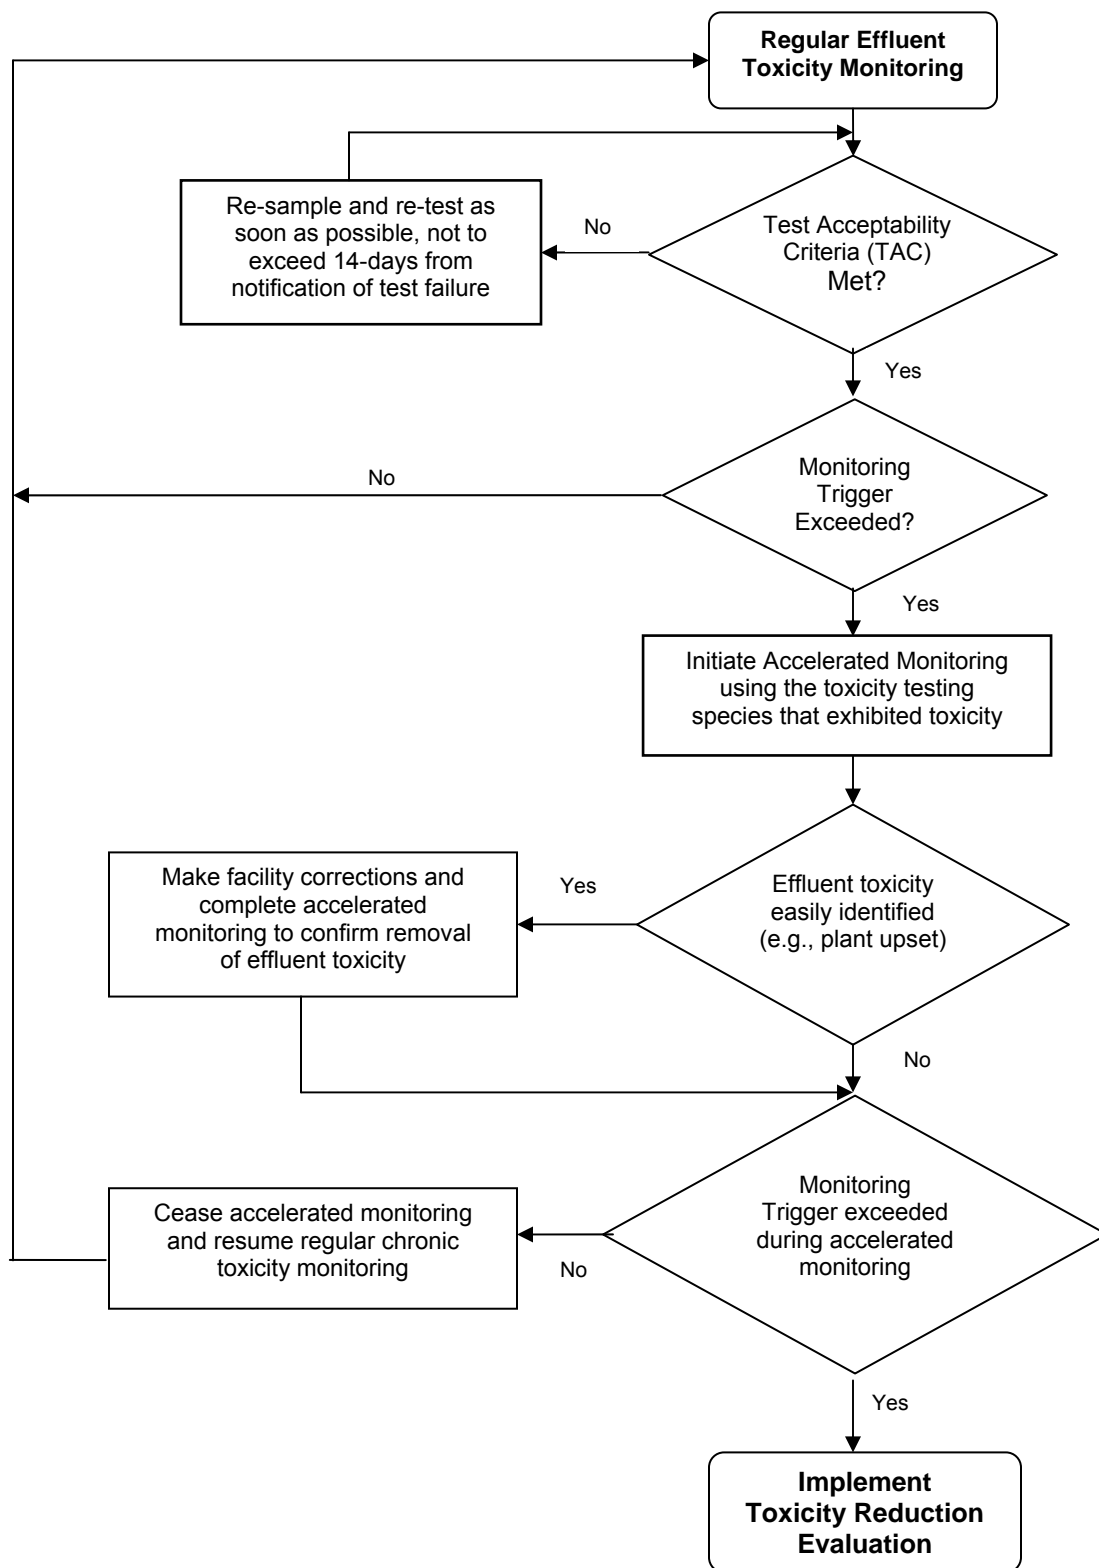 Regular Effluent
Toxicity Monitoring
Re-sample and re-test as
soon as possible, not to
exceed 14-days from
notification of test failure
No
Test Acceptability
Criteria (TAC)
Met?
Yes
No
Monitoring
Trigger
Exceeded?
Yes
Initiate Accelerated Monitoring
using the toxicity testing
species that exhibited toxicity
Make facility corrections and
complete accelerated
monitoring to confirm removal
of effluent toxicity
Yes
Effluent toxicity
easily identified
(e.g., plant upset)
No
Cease accelerated monitoring
and resume regular chronic
toxicity monitoring
No
Monitoring
Trigger exceeded
during accelerated
monitoring
Yes
Implement
Toxicity Reduction
Evaluation